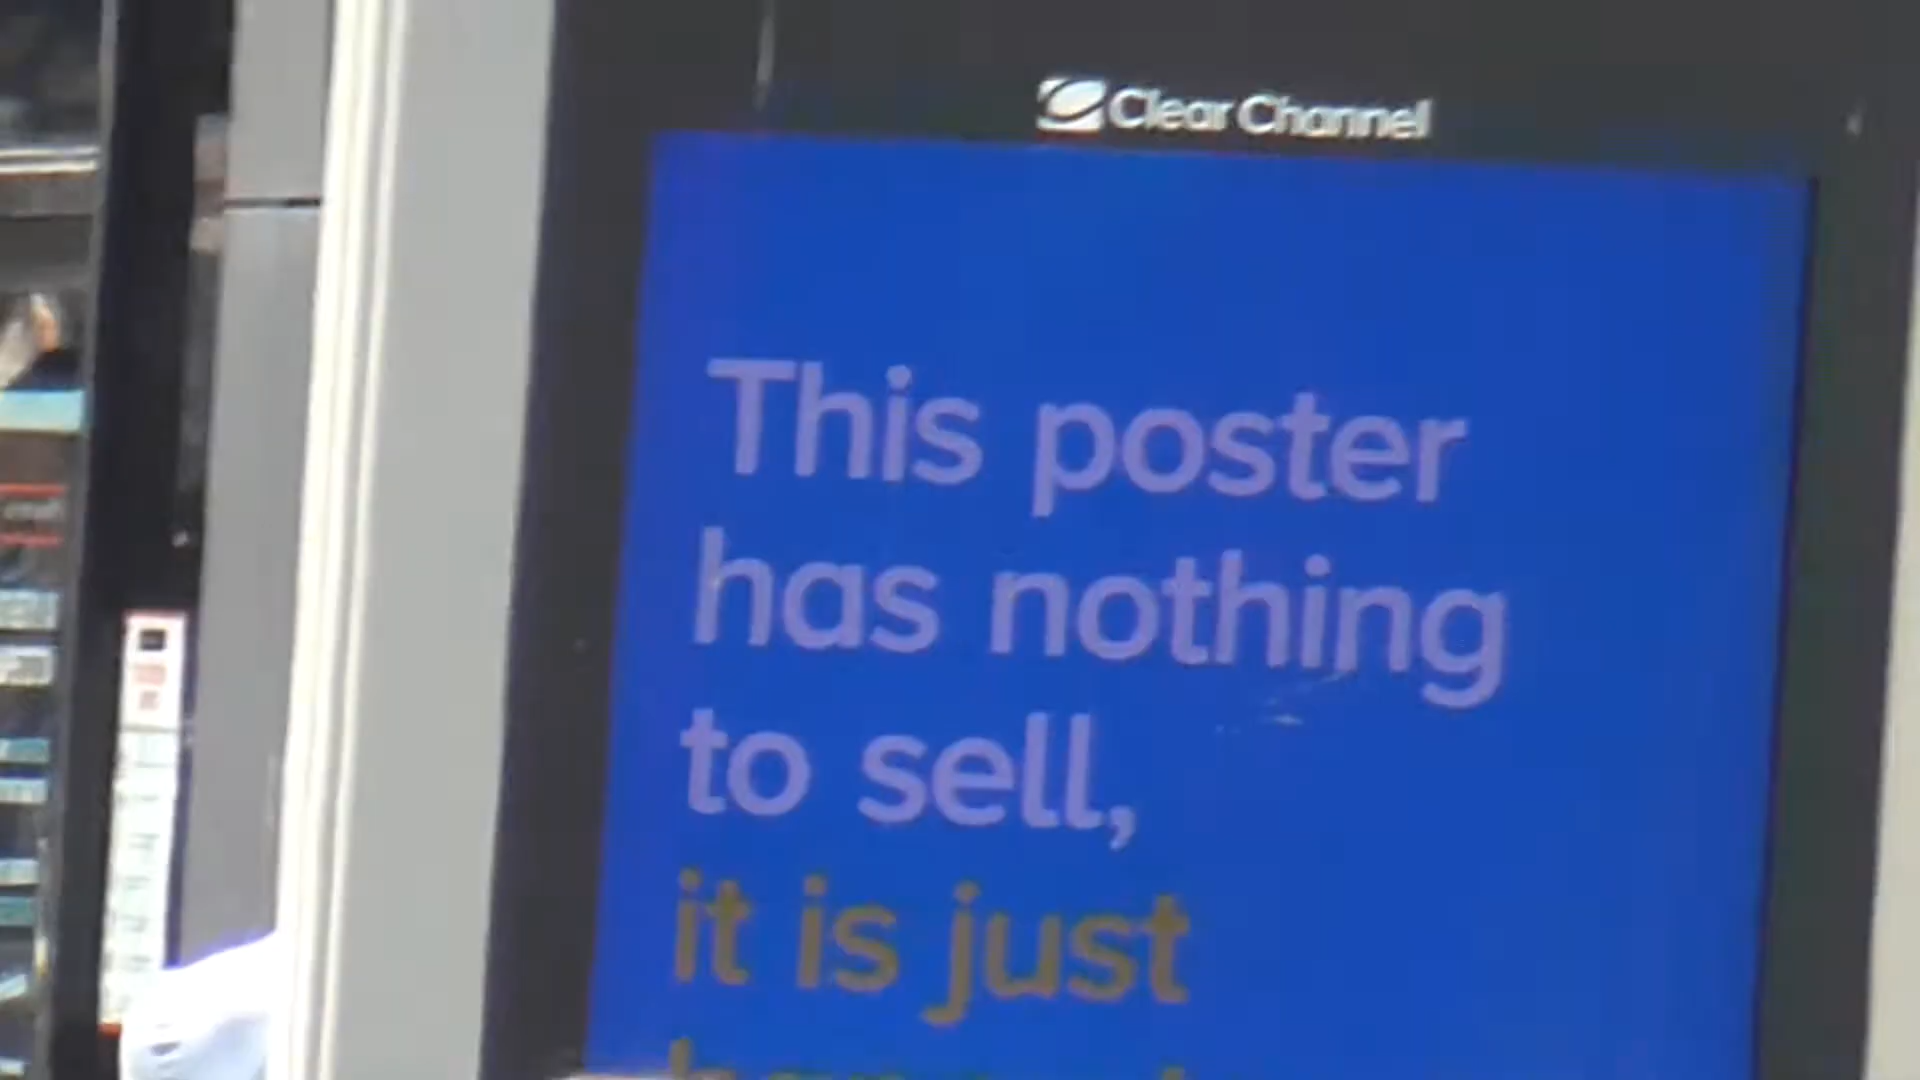 Clear Channel
This poster
has nothing
to sell,
it is just